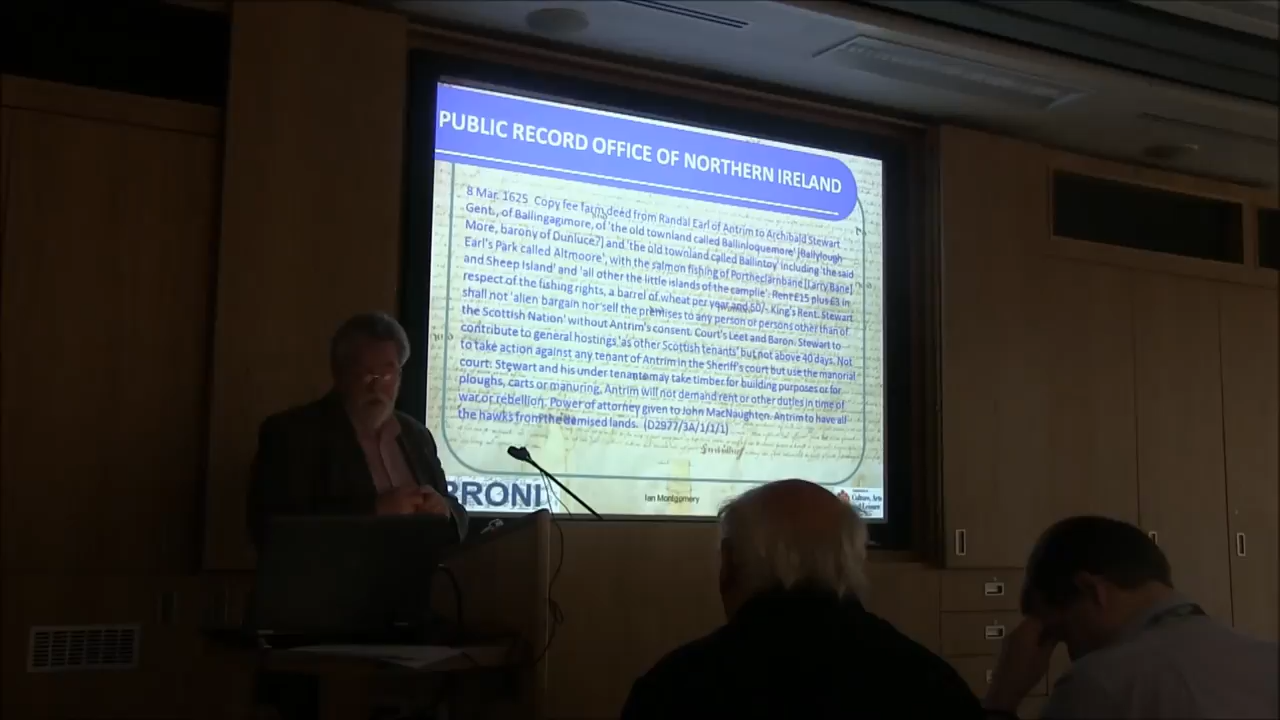 PUBLIC RECORD OFFICE OF NORTHERN IRELAND
8 Mar. 1625 Copy fee farm deed from Randal Earl of Antrim to Archibald Stewart
Gent., of Ballingagimore, of 'the old townland called Ballinloquemore' [Ballylough
More, barony of Dunluce?] and 'the old townland called Ballintoy' including 'the said
Earl's Park called Altmoore', with the salmon fishing of Portheclarnbane [Larry Bane]
and Sheep Island' and 'all other the little islands of the camplie'. Rent £15 plus £3 in
respect of the fishing rights, a barrel of wheat per year and 50/- King's Rent. Stewart
shall not 'alien bargain nor sell the premises to any person or persons other than of
the Scottish Nation' without Antrim's consent. Court's Leet and Baron. Stewart to
contribute to general hostings 'as other Scottish tenants' but not above 40 days. Not
to take action against any tenant of Antrim in the Sheriff's court but use the manorial
court. Stewart and his under tenants may take timber for building purposes or for
ploughs, carts or manuring, Antrim will not demand rent or other duties in time of
war or rebellion. Power of attorney given to John MacNaughten. Antrim to have all
the hawks from the demised lands. (D2977/3A/1/1/1)
PRONI
Ian Montgomery
Culture, Arts
and Leisure